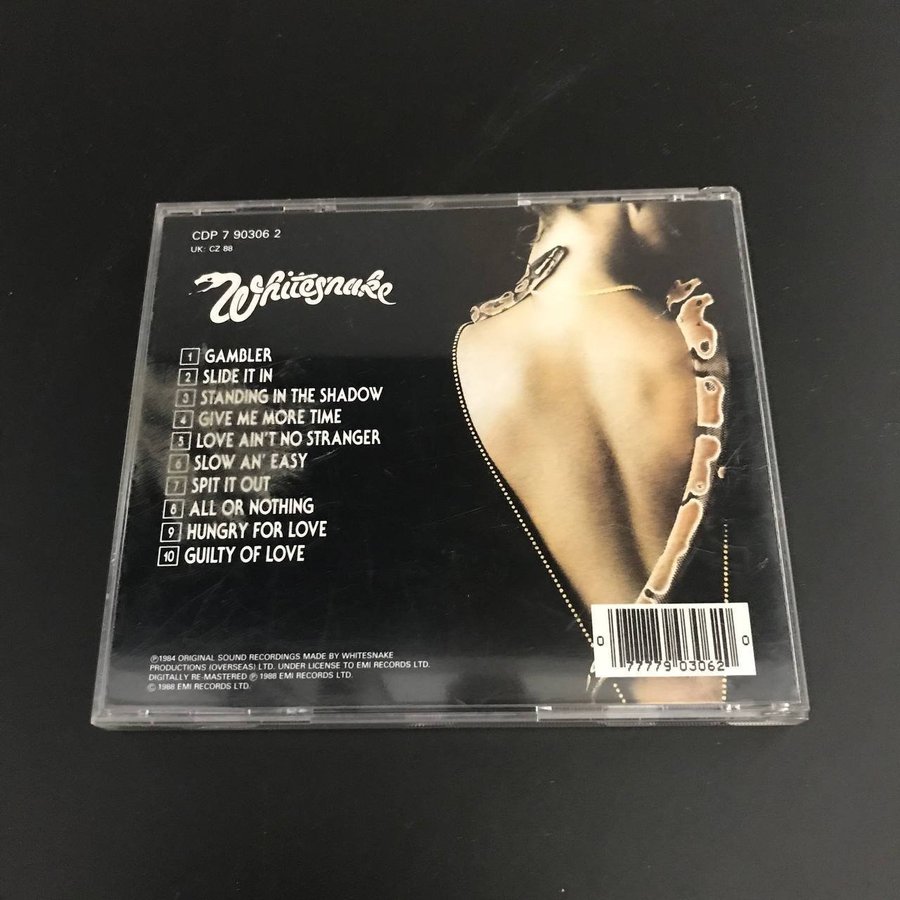 CDP 7 90306 2
UK: CZ 88
Whitesnake
1 GAMBLER
2 SLIDE IT IN
3 STANDING IN THE SHADOW
4 GIVE ME MORE TIME
5 LOVE AIN'T NO STRANGER
6 SLOW AN' EASY
7 SPIT IT OUT
8 ALL OR NOTHING
9 HUNGRY FOR LOVE
10 GUILTY OF LOVE
℗1984 ORIGINAL SOUND RECORDINGS MADE BY WHITESNAKE
PRODUCTIONS (OVERSEAS) LTD. UNDER LICENSE TO EMI RECORDS LTD.
DIGITALLY RE-MASTERED ℗ 1988 EMI RECORDS LTD.
© 1988 EMI RECORDS LTD.
0 77779 03062 0